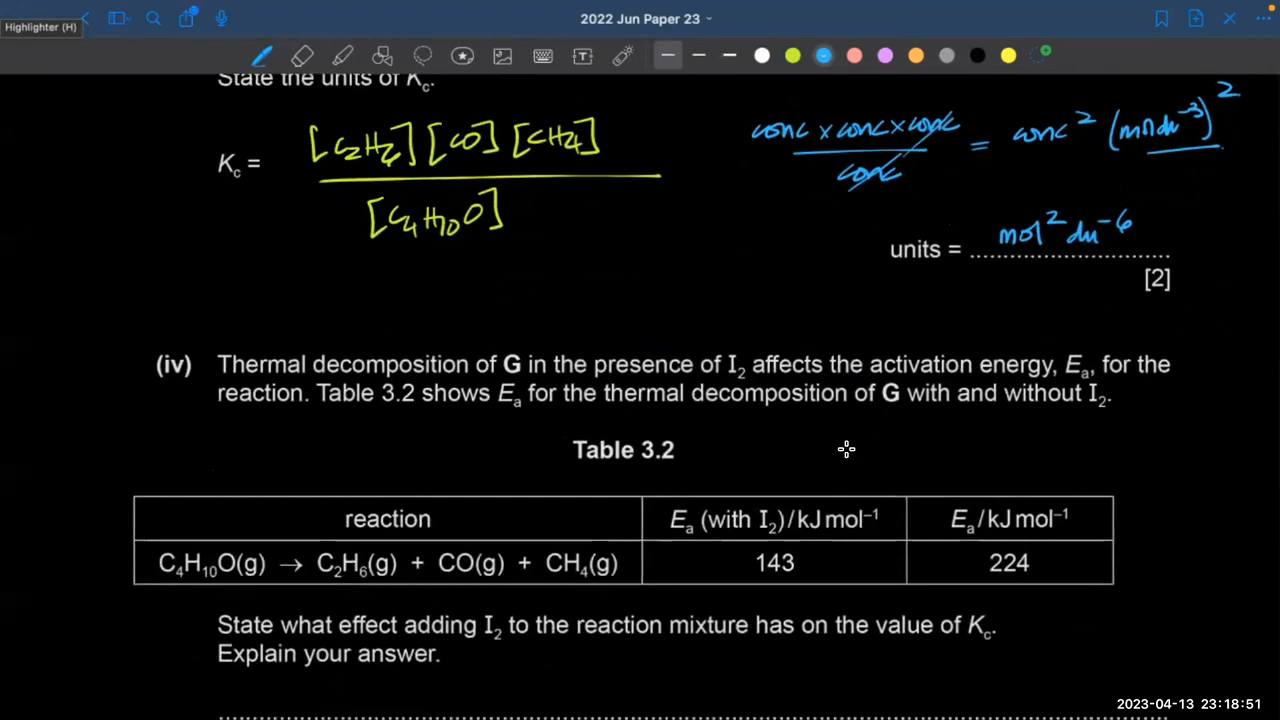 Highlighter (H)
2022 Jun Paper 23
State the units of Kc.
Kc = [C2H6] [CO] [CH4] / [C4H10O]
conc × conc × conc / conc = conc² (mol dm⁻³)²
units = mol² dm⁻⁶
[2]
(iv) Thermal decomposition of G in the presence of I₂ affects the activation energy, Eₐ, for the
reaction. Table 3.2 shows Eₐ for the thermal decomposition of G with and without I₂.
Table 3.2
reaction Eₐ (with I₂)/kJ mol⁻¹ Eₐ/kJ mol⁻¹
C₄H₁₀O(g) → C₂H₆(g) + CO(g) + CH₄(g) 143 224
State what effect adding I₂ to the reaction mixture has on the value of Kc.
Explain your answer.
2023-04-13 23:18:51